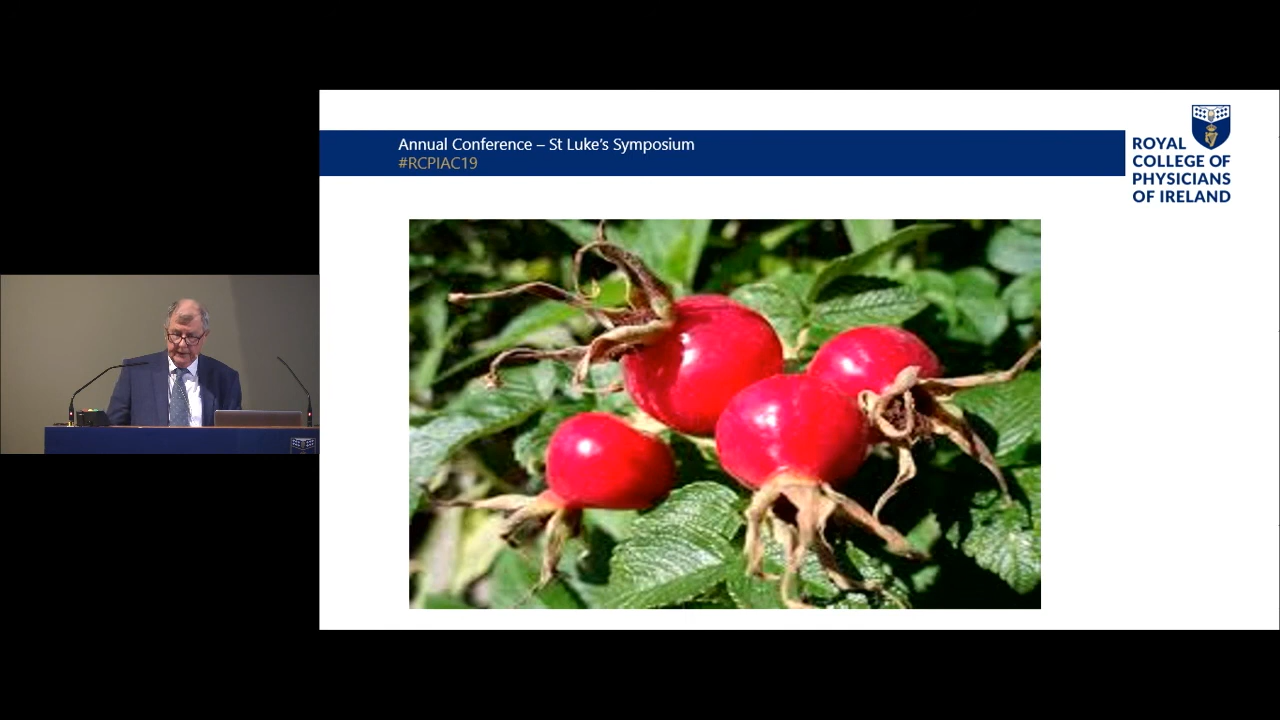 Annual Conference – St Luke's Symposium
#RCPIAC19
ROYAL
COLLEGE OF
PHYSICIANS
OF IRELAND